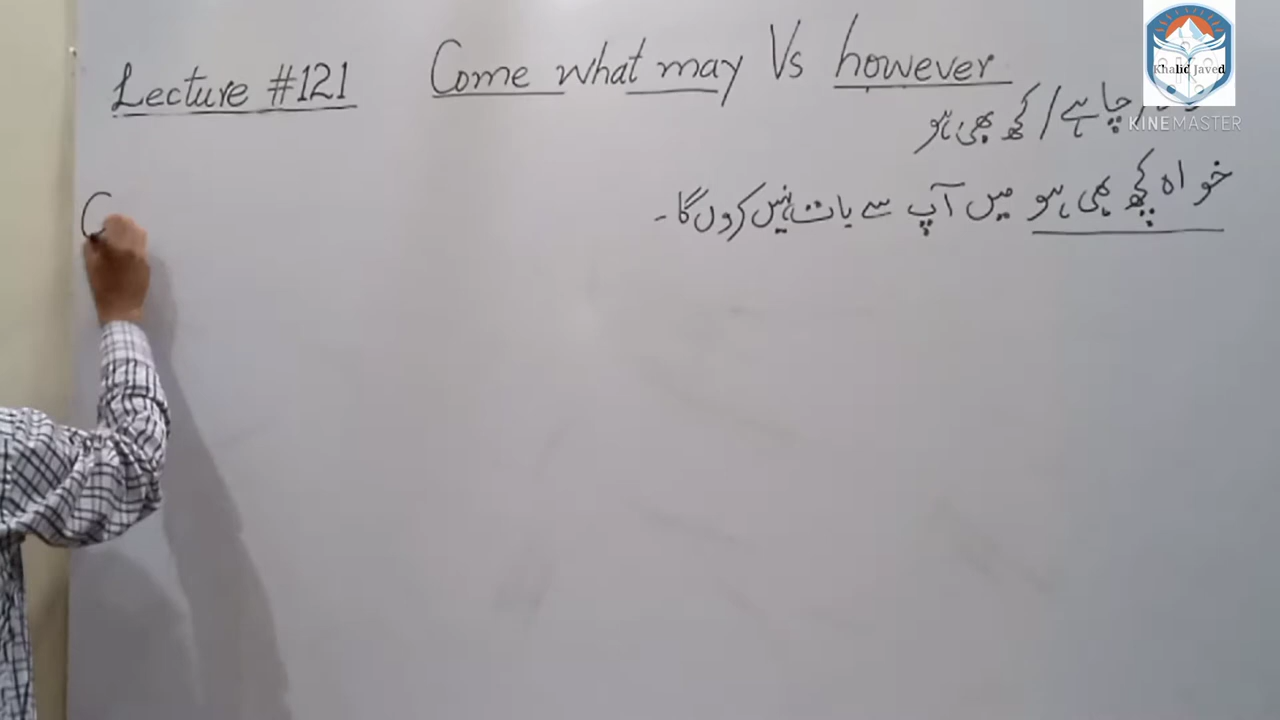 Lecture #121 Come what may Vs however
Khalid Javed
KINEMASTER
چاہے / کچھ بھی ہو
خواہ کچھ بھی ہو میں آپ سے بات نہیں کروں گا۔
C